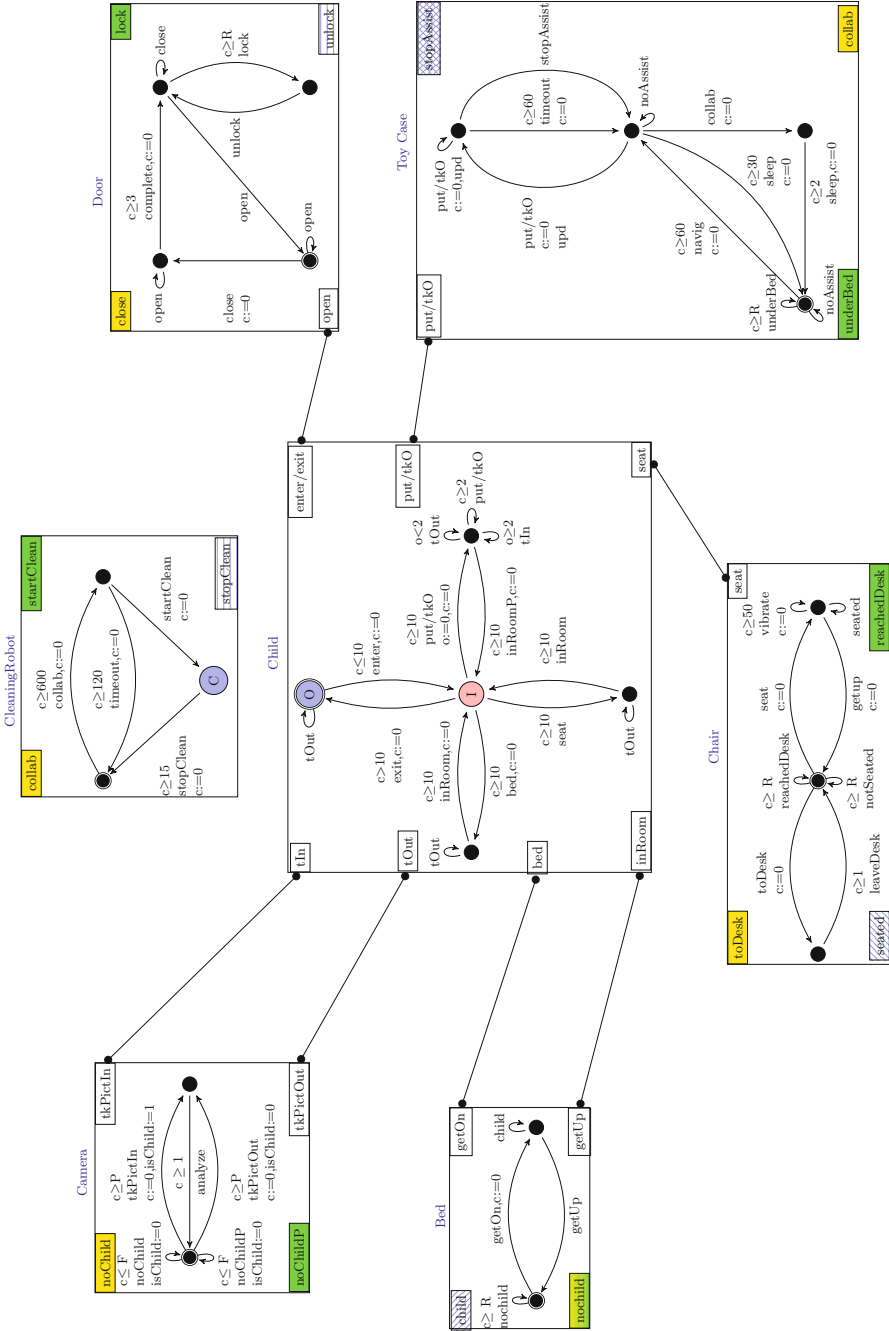 Camera
noChild
tkPictIn
c≥P
tkPictIn
c:=0,isChild:=1
c ≥ 1
analyze
c≥P
tkPictOut
c:=0,isChild:=0
c≤ F
noChild
isChild:=0
c≤ F
noChildP
isChild:=0
noChildP
tkPictOut
CleaningRobot
collab
startClean
c≥600
collab,c:=0
c≥120
timeout,c:=0
startClean
c:=0
C
c≥15
stopClean
c:=0
stopClean
Door
close
lock
c≥3
complete,c:=0
close
c≥R
lock
open
unlock
open
open
close
c:=0
open
unlock
Child
tIn
enter/exit
tOut
O
c≤10
enter,c:=0
c>10
exit,c:=0
put/tkO
c≥10
inRoom,c:=0
c≥10
put/tkO
o:=0,c:=0
o<2
tOut
c≥2
put/tkO
o≥2
tIn
tOut
tOut
I
c≥10
bed,c:=0
c≥10
inRoomP,c:=0
bed
c≥10
seat
c≥10
inRoom
tOut
inRoom
seat
Bed
child
getOn
getOn,c:=0
child
c≥ R
nochild
getUp
nochild
getUp
Chair
toDesk
seat
toDesk
c:=0
c≥ R
reachedDesk
seat
c:=0
c≥50
vibrate
c:=0
c≥1
leaveDesk
c≥ R
notSeated
getup
c:=0
seated
seated
reachedDesk
Toy Case
put/tkO
stopAssist
put/tkO
c:=0,upd
stopAssist
c≥60
timeout
c:=0
put/tkO
c:=0
upd
noAssist
c≥60
navig
c:=0
c≥30
sleep
c:=0
collab
c:=0
c≥R
underBed
c≥2
sleep,c:=0
noAssist
underBed
collab